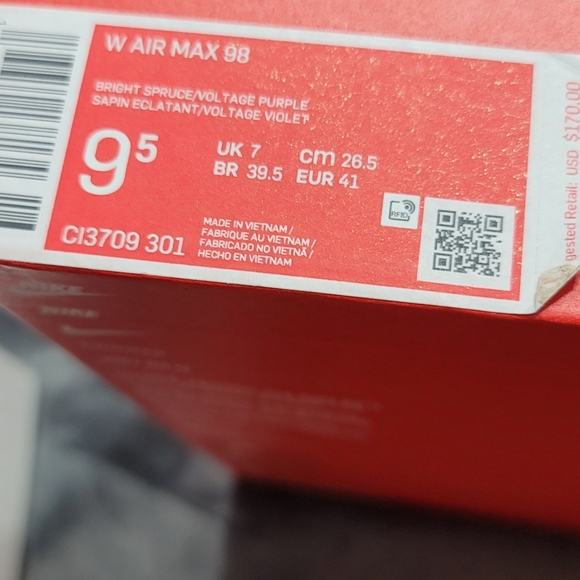 W AIR MAX 98
BRIGHT SPRUCE/VOLTAGE PURPLE
SAPIN ECLATANT/VOLTAGE VIOLET
9⁵
UK 7 cm 26.5
BR 39.5 EUR 41
CI3709 301
MADE IN VIETNAM /
FABRIQUE AU VIETNAM /
FABRICADO NO VIETNÃ /
HECHO EN VIETNAM
RFID
gested Retail: USD $170.00
NIKE
NIKE